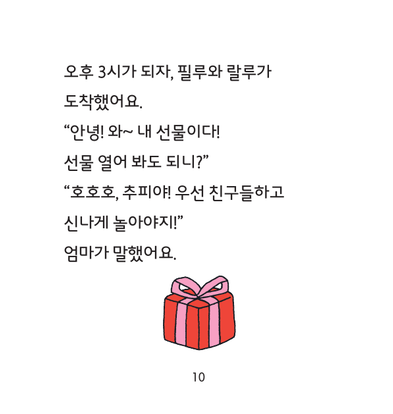 오후 3시가 되자, 필루와 랄루가
도착했어요.
“안녕! 와~ 내 선물이다!
선물 열어 봐도 되니?”
“호호호, 추피야! 우선 친구들하고
신나게 놀아야지!”
엄마가 말했어요.
10